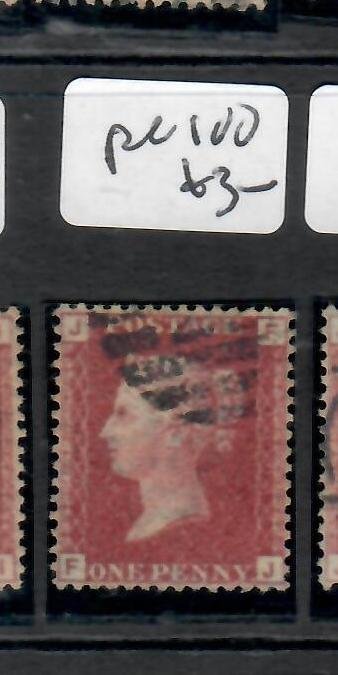 PL 100
$3-
J POSTAGE F
F ONE PENNY J